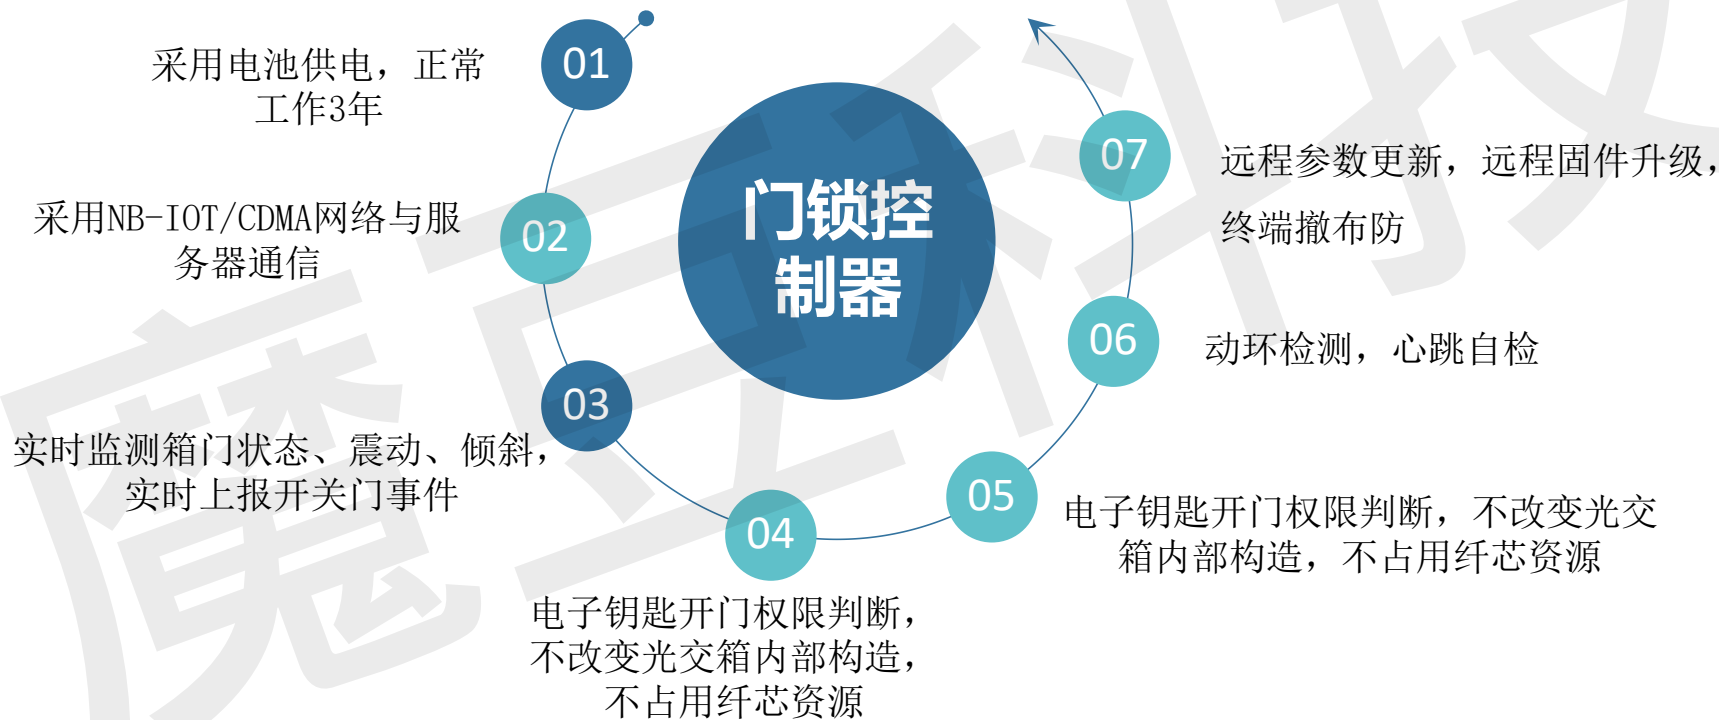 01
采用电池供电，正常
工作3年
02
采用NB-IOT/CDMA网络与服
务器通信
03
实时监测箱门状态、震动、倾斜，
实时上报开关门事件
04
电子钥匙开门权限判断，
不改变光交箱内部构造，
不占用纤芯资源
05
电子钥匙开门权限判断，不改变光交
箱内部构造，不占用纤芯资源
06
动环检测，心跳自检
07
远程参数更新，远程固件升级，
终端撤布防
门锁控
制器
魔豆科技